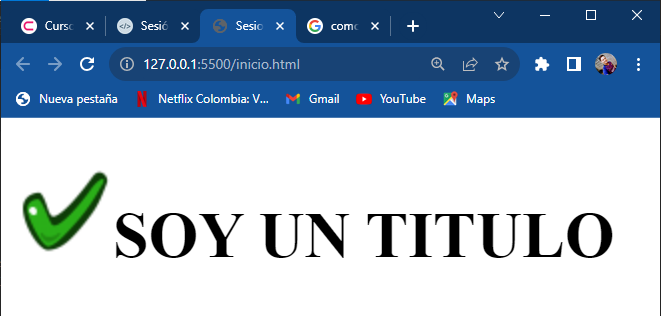 Curso
Sesió
Sesio
como
127.0.0.1:5500/inicio.html
Nueva pestaña
Netflix Colombia: V...
Gmail
YouTube
Maps
SOY UN TITULO